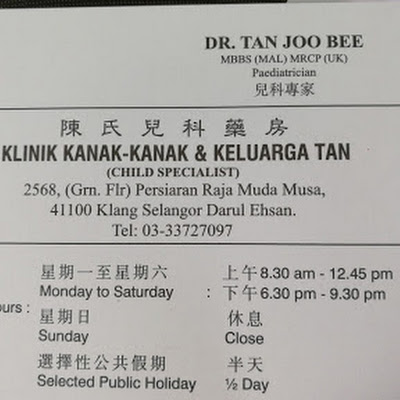 DR. TAN JOO BEE
MBBS (MAL) MRCP (UK)
Paediatrician
兒科專家
陳氏兒科藥房
KLINIK KANAK-KANAK & KELUARGA TAN
(CHILD SPECIALIST)
2568, (Grn. Flr) Persiaran Raja Muda Musa,
41100 Klang Selangor Darul Ehsan.
Tel: 03-33727097
星期一至星期六 上午 8.30 am - 12.45 pm
Monday to Saturday : 下午 6.30 pm - 9.30 pm
ours :
星期日 休息
Sunday Close
選擇性公共假期 半天
Selected Public Holiday ½ Day